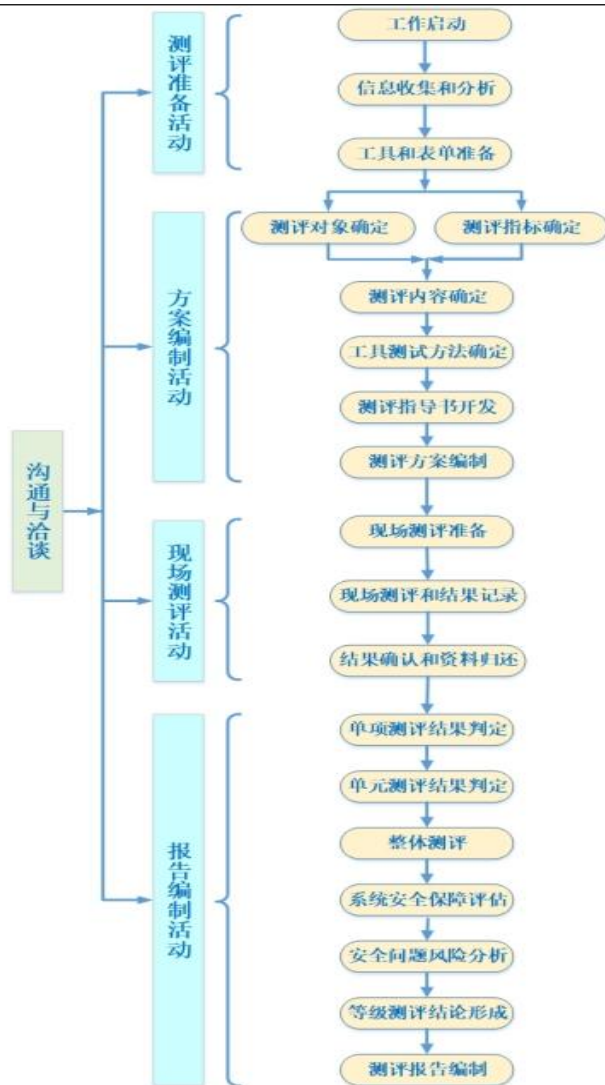 沟通与洽谈
测评准备活动
工作启动
信息收集和分析
工具和表单准备
方案编制活动
测评对象确定
测评指标确定
测评内容确定
工具测试方法确定
测评指导书开发
测评方案编制
现场测评活动
现场测评准备
现场测评和结果记录
结果确认和资料归还
报告编制活动
单项测评结果判定
单元测评结果判定
整体测评
系统安全保障评估
安全问题风险分析
等级测评结论形成
测评报告编制